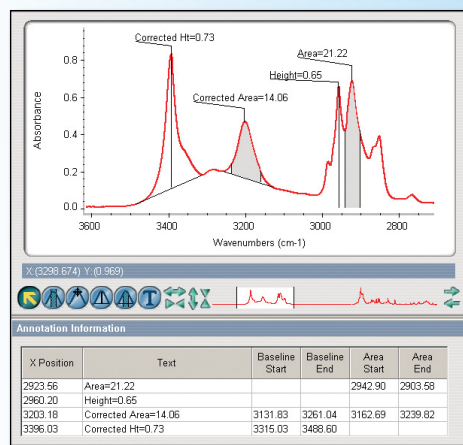 Corrected Ht=0.73
Area=21.22
Height=0.65
Corrected Area=14.06
Absorbance
0.8
0.6
0.4
0.2
0.0
3600 3400 3200 3000 2800
Wavenumbers (cm-1)
X:(3298.674) Y:(0.969)
T
Annotation Information
X Position Text Baseline Start Baseline End Area Start Area End
2923.56 Area=21.22 2942.90 2903.58
2960.20 Height=0.65
3203.18 Corrected Area=14.06 3131.83 3261.04 3162.69 3239.82
3396.03 Corrected Ht=0.73 3315.03 3488.60